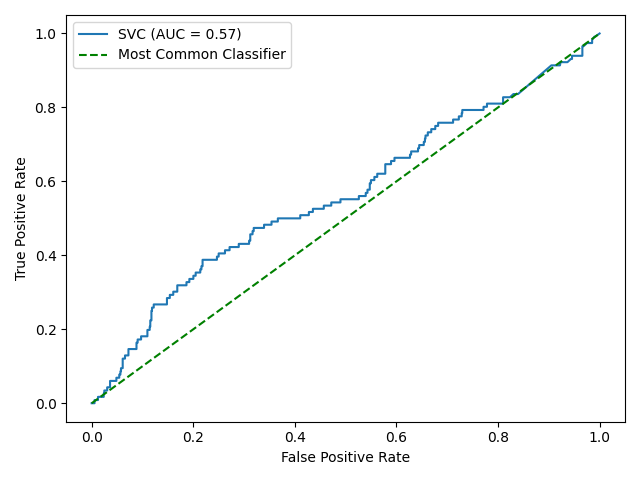 SVC (AUC = 0.57)
Most Common Classifier
1.0
0.8
0.6
0.4
0.2
0.0
True Positive Rate
0.0 0.2 0.4 0.6 0.8 1.0
False Positive Rate